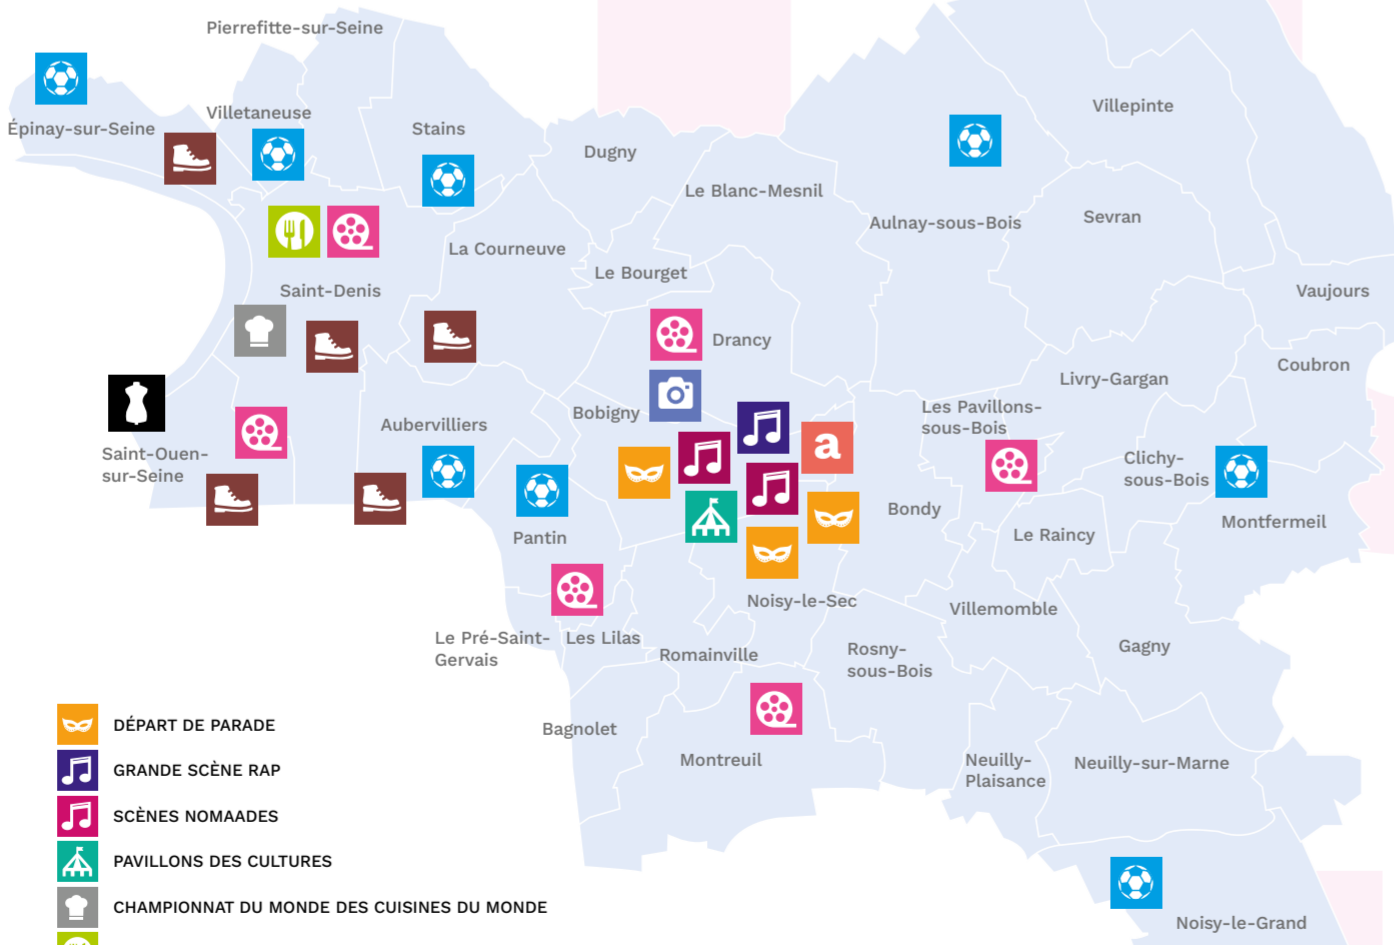 Pierrefitte-sur-Seine
Villetaneuse
Épinay-sur-Seine
Stains
Dugny
Villepinte
Le Blanc-Mesnil
Aulnay-sous-Bois
Sevran
La Courneuve
Le Bourget
Saint-Denis
Vaujours
Drancy
Coubron
Livry-Gargan
Bobigny
Les Pavillons-
sous-Bois
Aubervilliers
a
Saint-Ouen-
sur-Seine
Clichy-
sous-Bois
Bondy
Montfermeil
Pantin
Le Raincy
Noisy-le-Sec
Villemomble
Le Pré-Saint-
Gervais
Les Lilas
Romainville
Rosny-
sous-Bois
Gagny
Bagnolet
Montreuil
Neuilly-
Plaisance
Neuilly-sur-Marne
Noisy-le-Grand
DÉPART DE PARADE
GRANDE SCÈNE RAP
SCÈNES NOMAADES
PAVILLONS DES CULTURES
CHAMPIONNAT DU MONDE DES CUISINES DU MONDE